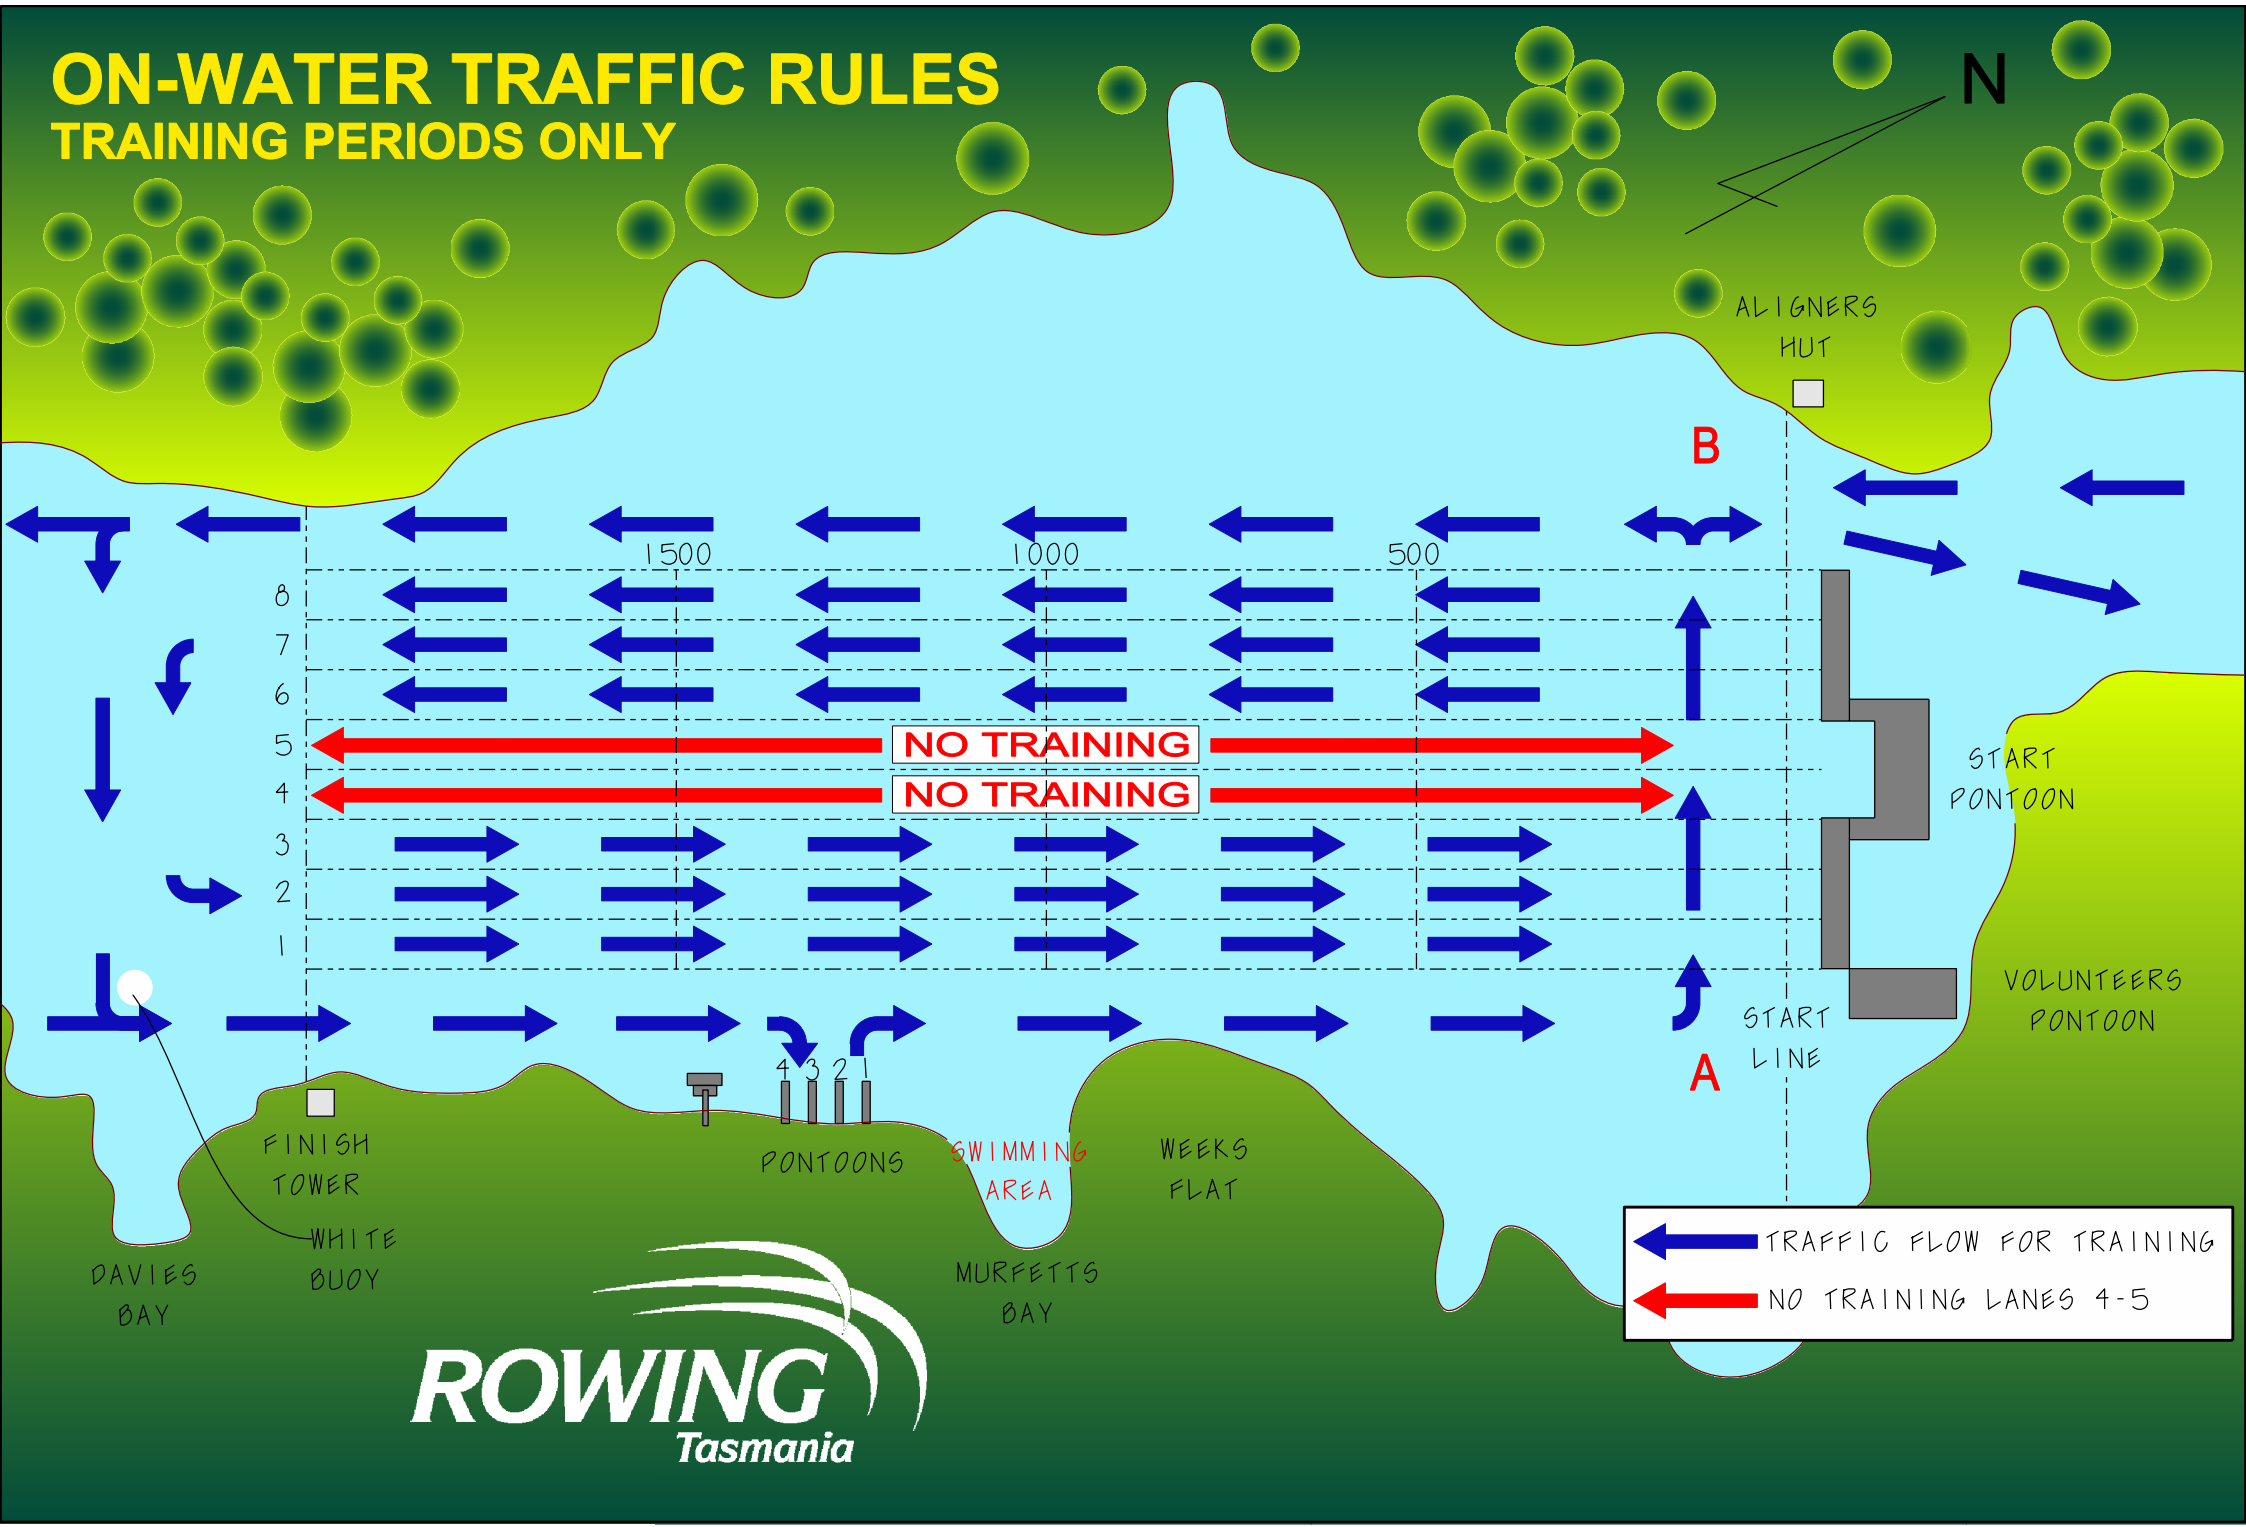 ON-WATER TRAFFIC RULES
TRAINING PERIODS ONLY
N
ALIGNERS
HUT
B
1500
1000
500
8
7
6
5
NO TRAINING
4
NO TRAINING
3
2
1
START
PONTOON
VOLUNTEERS
PONTOON
START
LINE
A
4 3 2 1
FINISH
TOWER
PONTOONS
SWIMMING
AREA
WEEKS
FLAT
WHITE
BUOY
DAVIES
BAY
MURFETTS
BAY
TRAFFIC FLOW FOR TRAINING
NO TRAINING LANES 4-5
ROWING
Tasmania